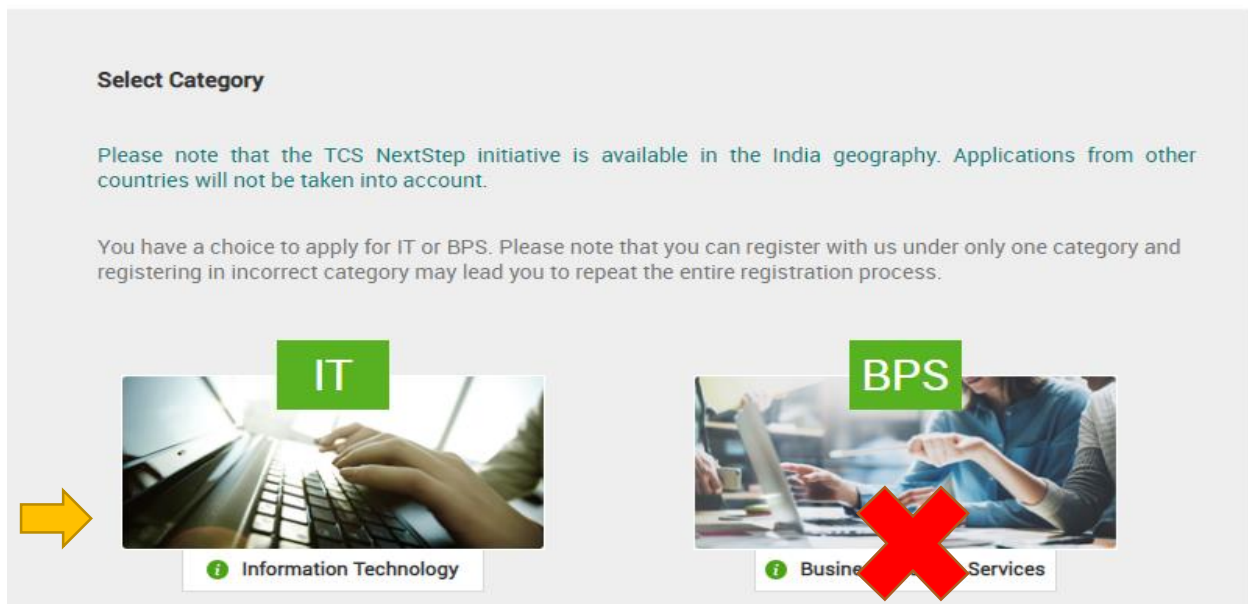 Select Category
Please note that the TCS NextStep initiative is available in the India geography. Applications from other
countries will not be taken into account.
You have a choice to apply for IT or BPS. Please note that you can register with us under only one category and
registering in incorrect category may lead you to repeat the entire registration process.
IT
BPS
Information Technology
Services